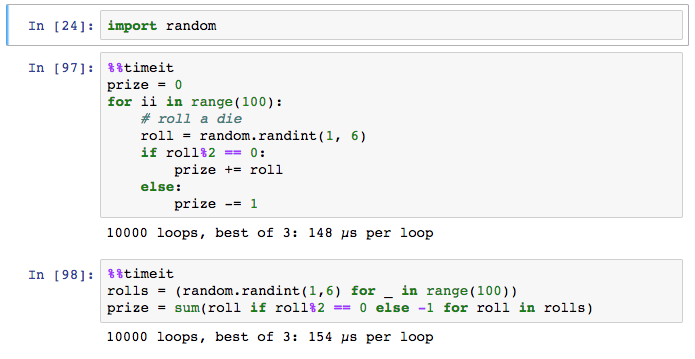 In [24]: import random
In [97]: %%timeit
prize = 0
for ii in range(100):
    # roll a die
    roll = random.randint(1, 6)
    if roll%2 == 0:
        prize += roll
    else:
        prize -= 1
10000 loops, best of 3: 148 µs per loop
In [98]: %%timeit
rolls = (random.randint(1,6) for _ in range(100))
prize = sum(roll if roll%2 == 0 else -1 for roll in rolls)
10000 loops, best of 3: 154 µs per loop